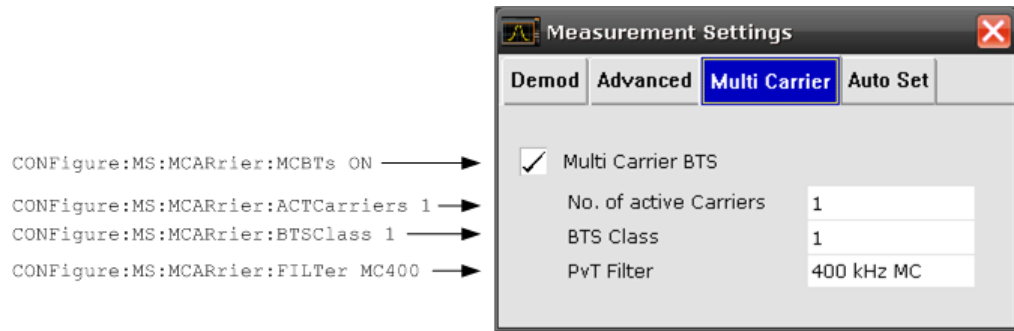 Measurement Settings
Demod Advanced Multi Carrier Auto Set
CONFigure:MS:MCARrier:MCBTs ON Multi Carrier BTS
CONFigure:MS:MCARrier:ACTCarriers 1 No. of active Carriers 1
CONFigure:MS:MCARrier:BTSClass 1 BTS Class 1
CONFigure:MS:MCARrier:FILTer MC400 PvT Filter 400 kHz MC